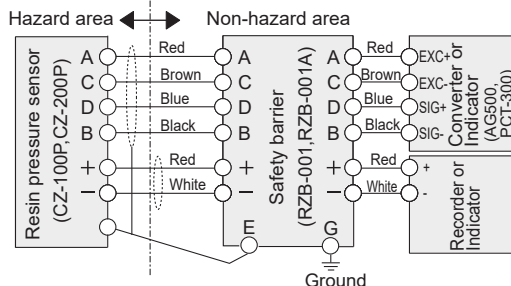 Hazard area
Non-hazard area
Resin pressure sensor
(CZ-100P,CZ-200P)
A
C
D
B
+
−
Red
Brown
Blue
Black
Red
White
A
C
D
B
+
−
E
Safety barrier
(RZB-001,RZB-001A)
A
C
D
B
+
−
G
Ground
Red
Brown
Blue
Black
Red
White
EXC+
EXC-
SIG+
SIG-
Converter or
Indicator
(AG500,
PCT-300)
+
-
Recorder or
Indicator